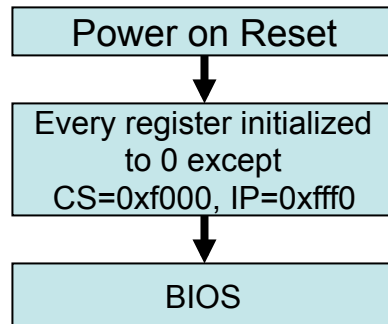 Power on Reset
Every register initialized
to 0 except
CS=0xf000, IP=0xfff0
BIOS